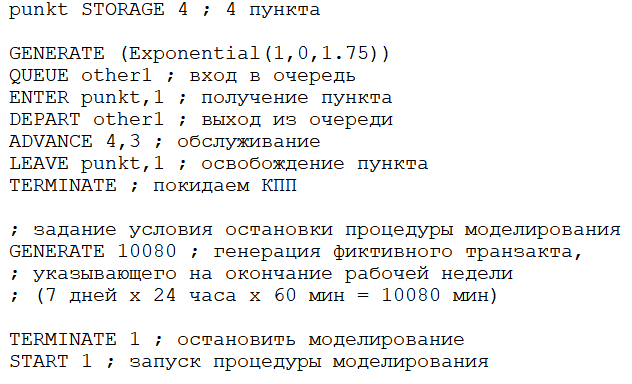 punkt STORAGE 4 ; 4 пункта
GENERATE (Exponential(1,0,1.75))
QUEUE other1 ; вход в очередь
ENTER punkt,1 ; получение пункта
DEPART other1 ; выход из очереди
ADVANCE 4,3 ; обслуживание
LEAVE punkt,1 ; освобождение пункта
TERMINATE ; покидаем КПП
; задание условия остановки процедуры моделирования
GENERATE 10080 ; генерация фиктивного транзакта,
; указывающего на окончание рабочей недели
; (7 дней x 24 часа x 60 мин = 10080 мин)
TERMINATE 1 ; остановить моделирование
START 1 ; запуск процедуры моделирования